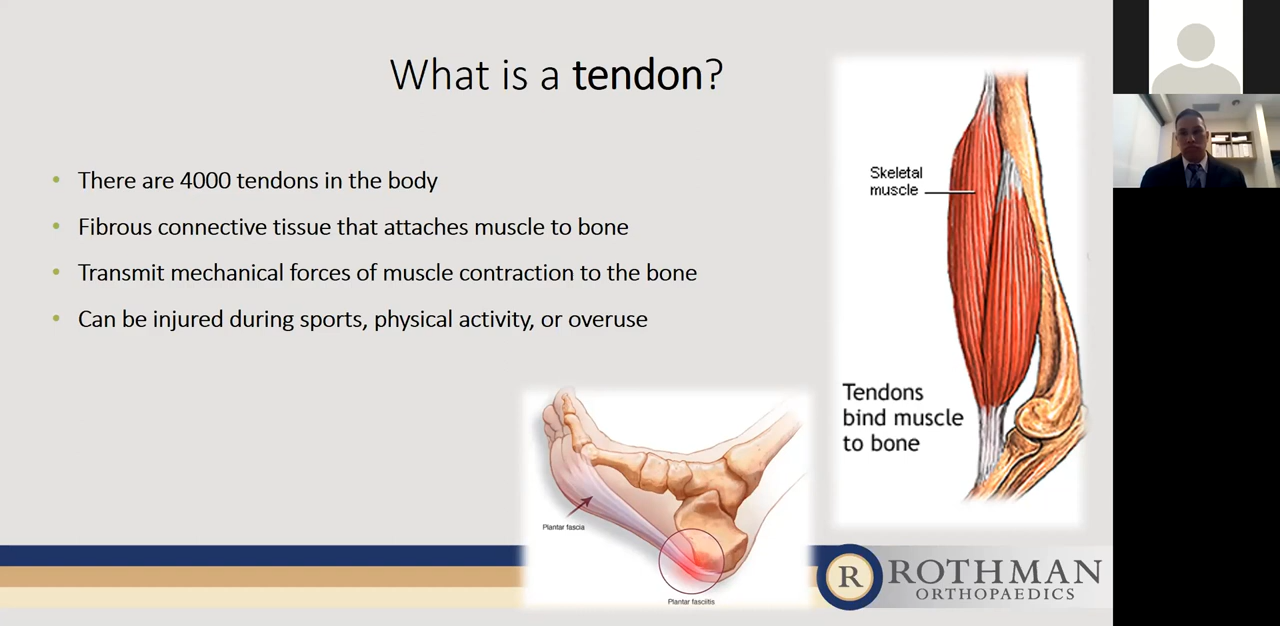 What is a tendon?
• There are 4000 tendons in the body
• Fibrous connective tissue that attaches muscle to bone
• Transmit mechanical forces of muscle contraction to the bone
• Can be injured during sports, physical activity, or overuse
Skeletal
muscle
Tendons
bind muscle
to bone
Plantar fascia
Plantar fasciitis
R
ROTHMAN
ORTHOPAEDICS